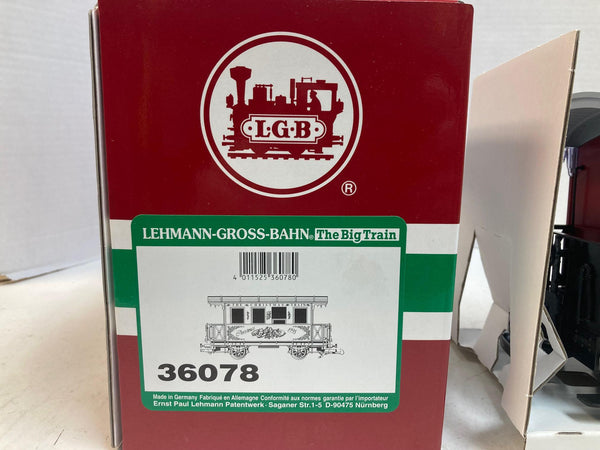 L·G·B
®
LEHMANN-GROSS-BAHN® The Big Train
4 011525 360780
36078
Made in Germany Fabriqué en Allemagne Conformité aux normes garantie par l'importateur
Ernst Paul Lehmann Patentwerk · Saganer Str.1-5 D-90475 Nürnberg